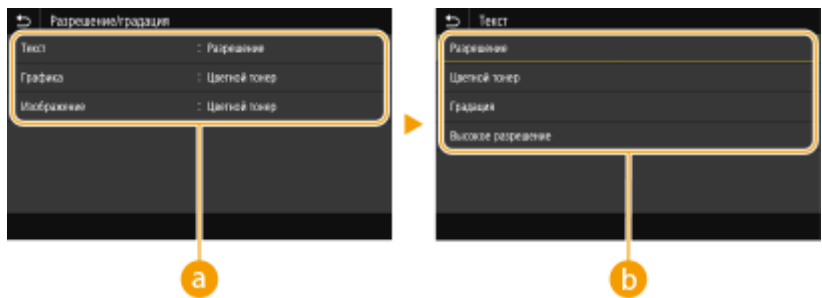 Разрешение/градация
Текст : Разрешение
Графика : Цветной тонер
Изображение : Цветной тонер
a
Текст
Разрешение
Цветной тонер
Градация
Высокое разрешение
b